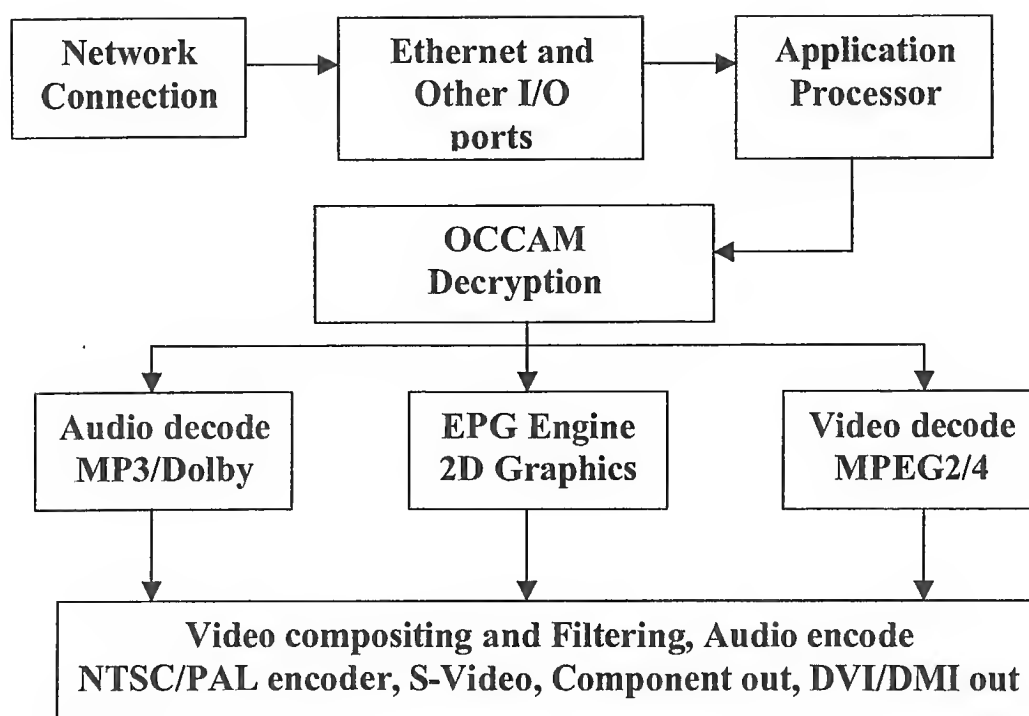 Network
Connection
Ethernet and
Other I/O
ports
Application
Processor
OCCAM
Decryption
Audio decode
MP3/Dolby
EPG Engine
2D Graphics
Video decode
MPEG2/4
Video compositing and Filtering, Audio encode
NTSC/PAL encoder, S-Video, Component out, DVI/DMI out